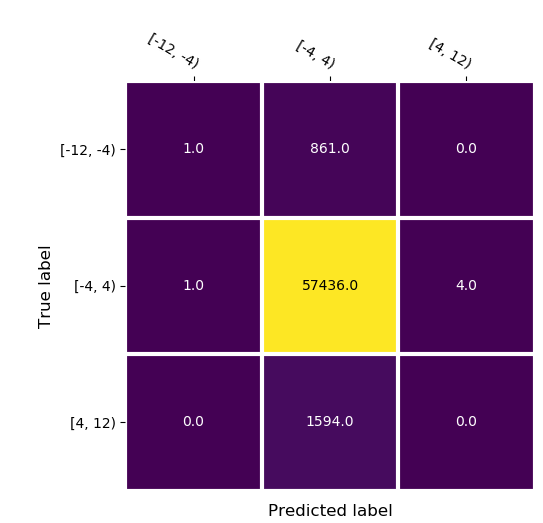 [-12, -4)
[-4, 4)
[4, 12)
[-12, -4) 1.0 861.0 0.0
[-4, 4) 1.0 57436.0 4.0
[4, 12) 0.0 1594.0 0.0
True label
Predicted label